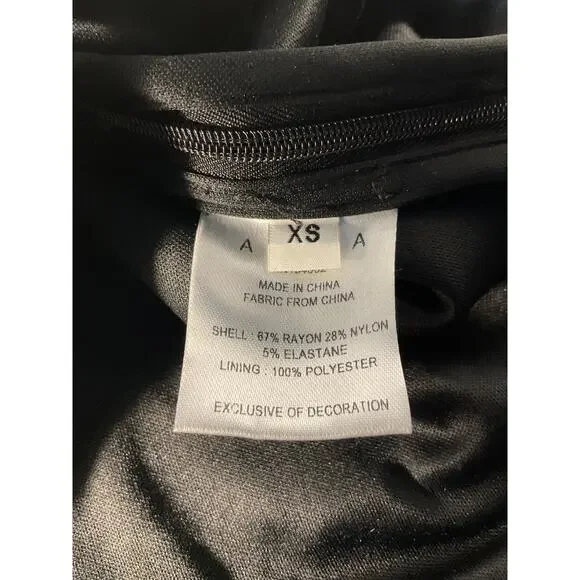 XS
A A
MADE IN CHINA
FABRIC FROM CHINA
SHELL : 67% RAYON 28% NYLON
5% ELASTANE
LINING : 100% POLYESTER
EXCLUSIVE OF DECORATION